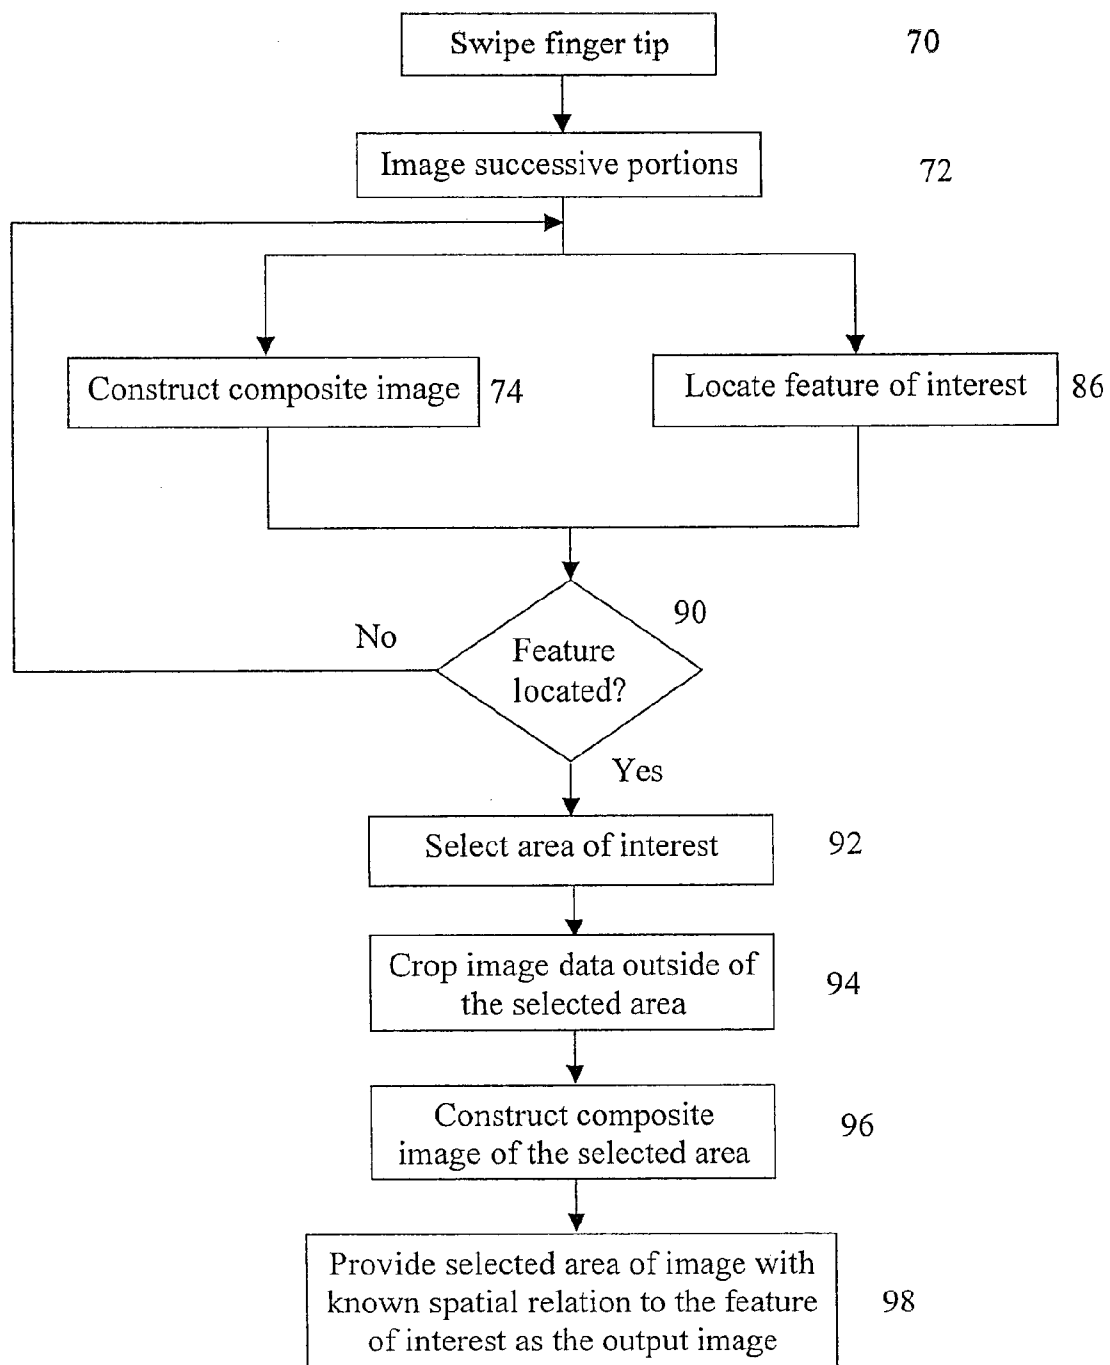 Swipe finger tip
70
Image successive portions
72
Construct composite image
74
Locate feature of interest
86
90
No
Feature
located?
Yes
Select area of interest
92
Crop image data outside of
the selected area
94
Construct composite
image of the selected area
96
Provide selected area of image with
known spatial relation to the feature
of interest as the output image
98